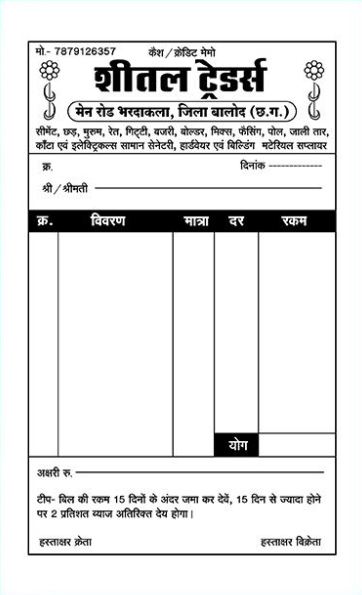 मो.- 7879126357 कैश / क्रेडिट मेमो
शीतल ट्रेडर्स
मेन रोड भरदाकला, जिला बालोद (छ.ग.)
सीमेंट, छड़, मुरुम, रेत, गिट्टी, बजरी, बोल्डर, मिक्स, फेंसिंग, पोल, जाली तार,
काँटा एवं इलेक्ट्रिकल्स सामान सेनेटरी, हार्डवेयर एवं बिल्डिंग मटेरियल सप्लायर
क्र. दिनांक -------------
श्री / श्रीमती
क्र. विवरण मात्रा दर रकम
योग
अक्षरी रु.
टीप- बिल की रकम 15 दिनों के अंदर जमा कर देवें, 15 दिन से ज्यादा होने
पर 2 प्रतिशत ब्याज अतिरिक्त देय होगा।
हस्ताक्षर क्रेता हस्ताक्षर विक्रेता